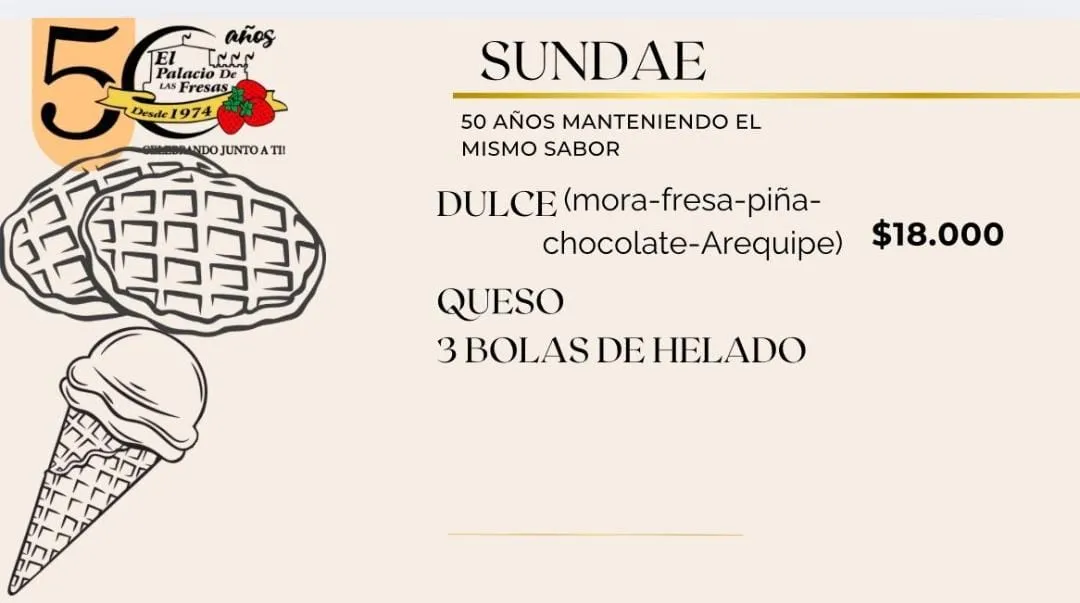 50 años
El
Palacio De
LAS Fresas
Desde 1974
CELEBRANDO JUNTO A TI!
SUNDAE
50 AÑOS MANTENIENDO EL
MISMO SABOR
DULCE (mora-fresa-piña-
chocolate-Arequipe)
$18.000
QUESO
3 BOLAS DE HELADO